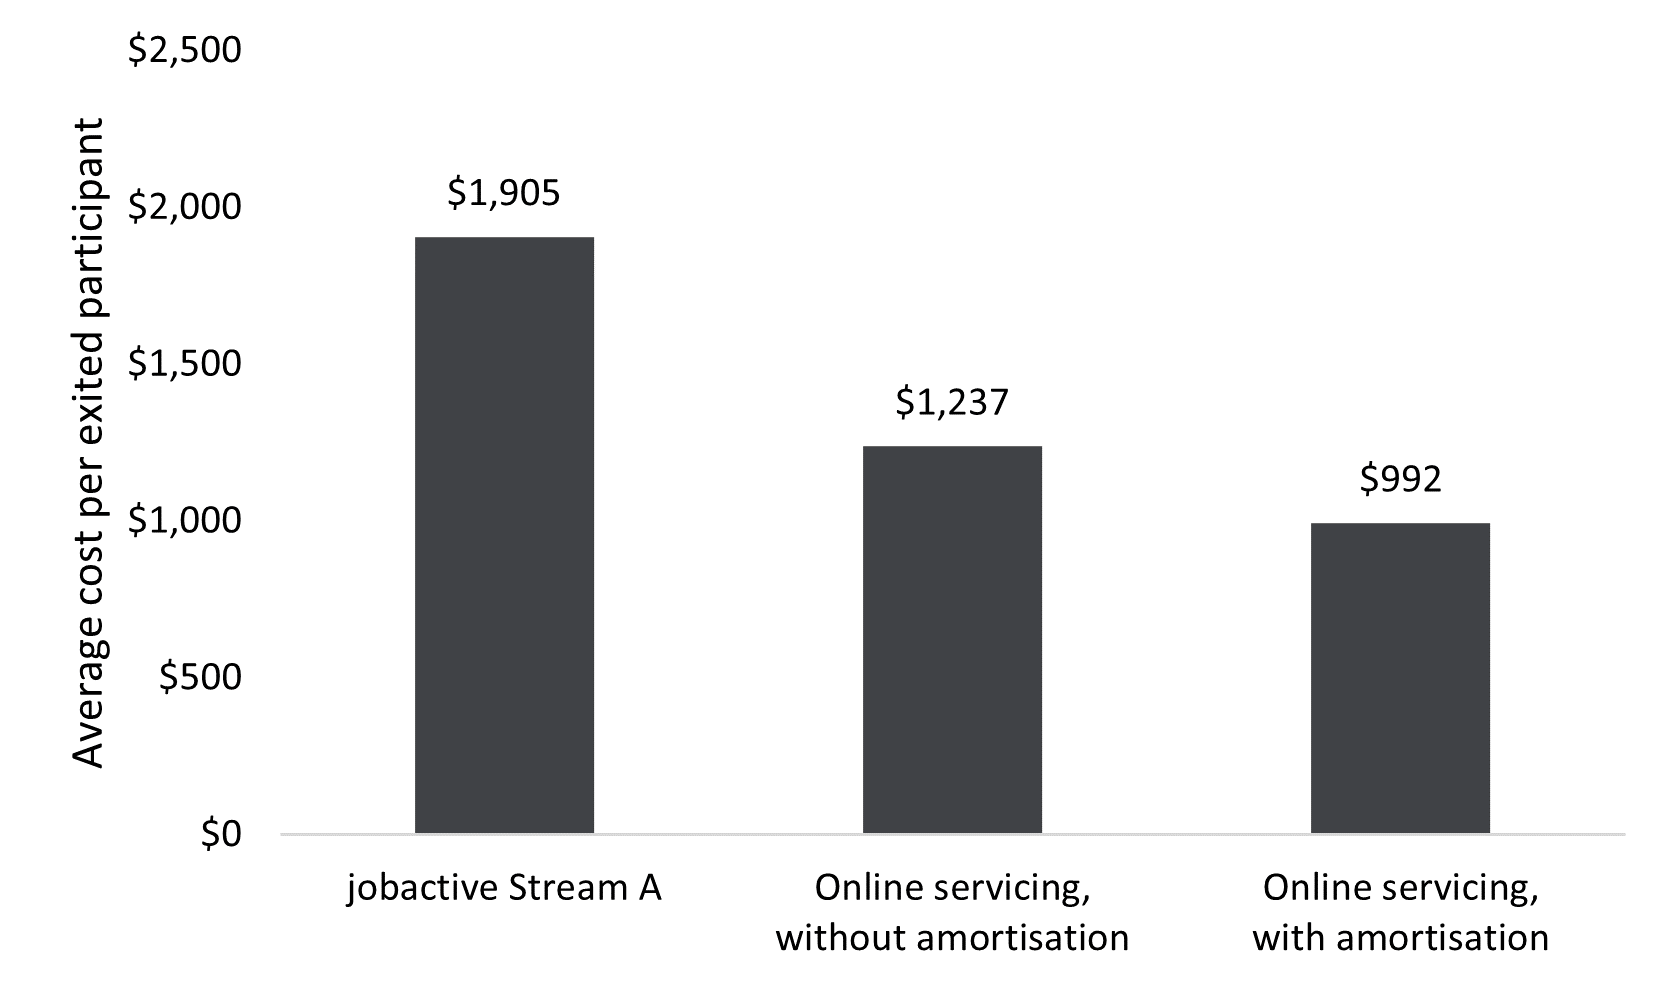 Average cost per exited participant
$2,500
$2,000
$1,500
$1,000
$500
$0
$1,905
$1,237
$992
jobactive Stream A
Online servicing,
without amortisation
Online servicing,
with amortisation